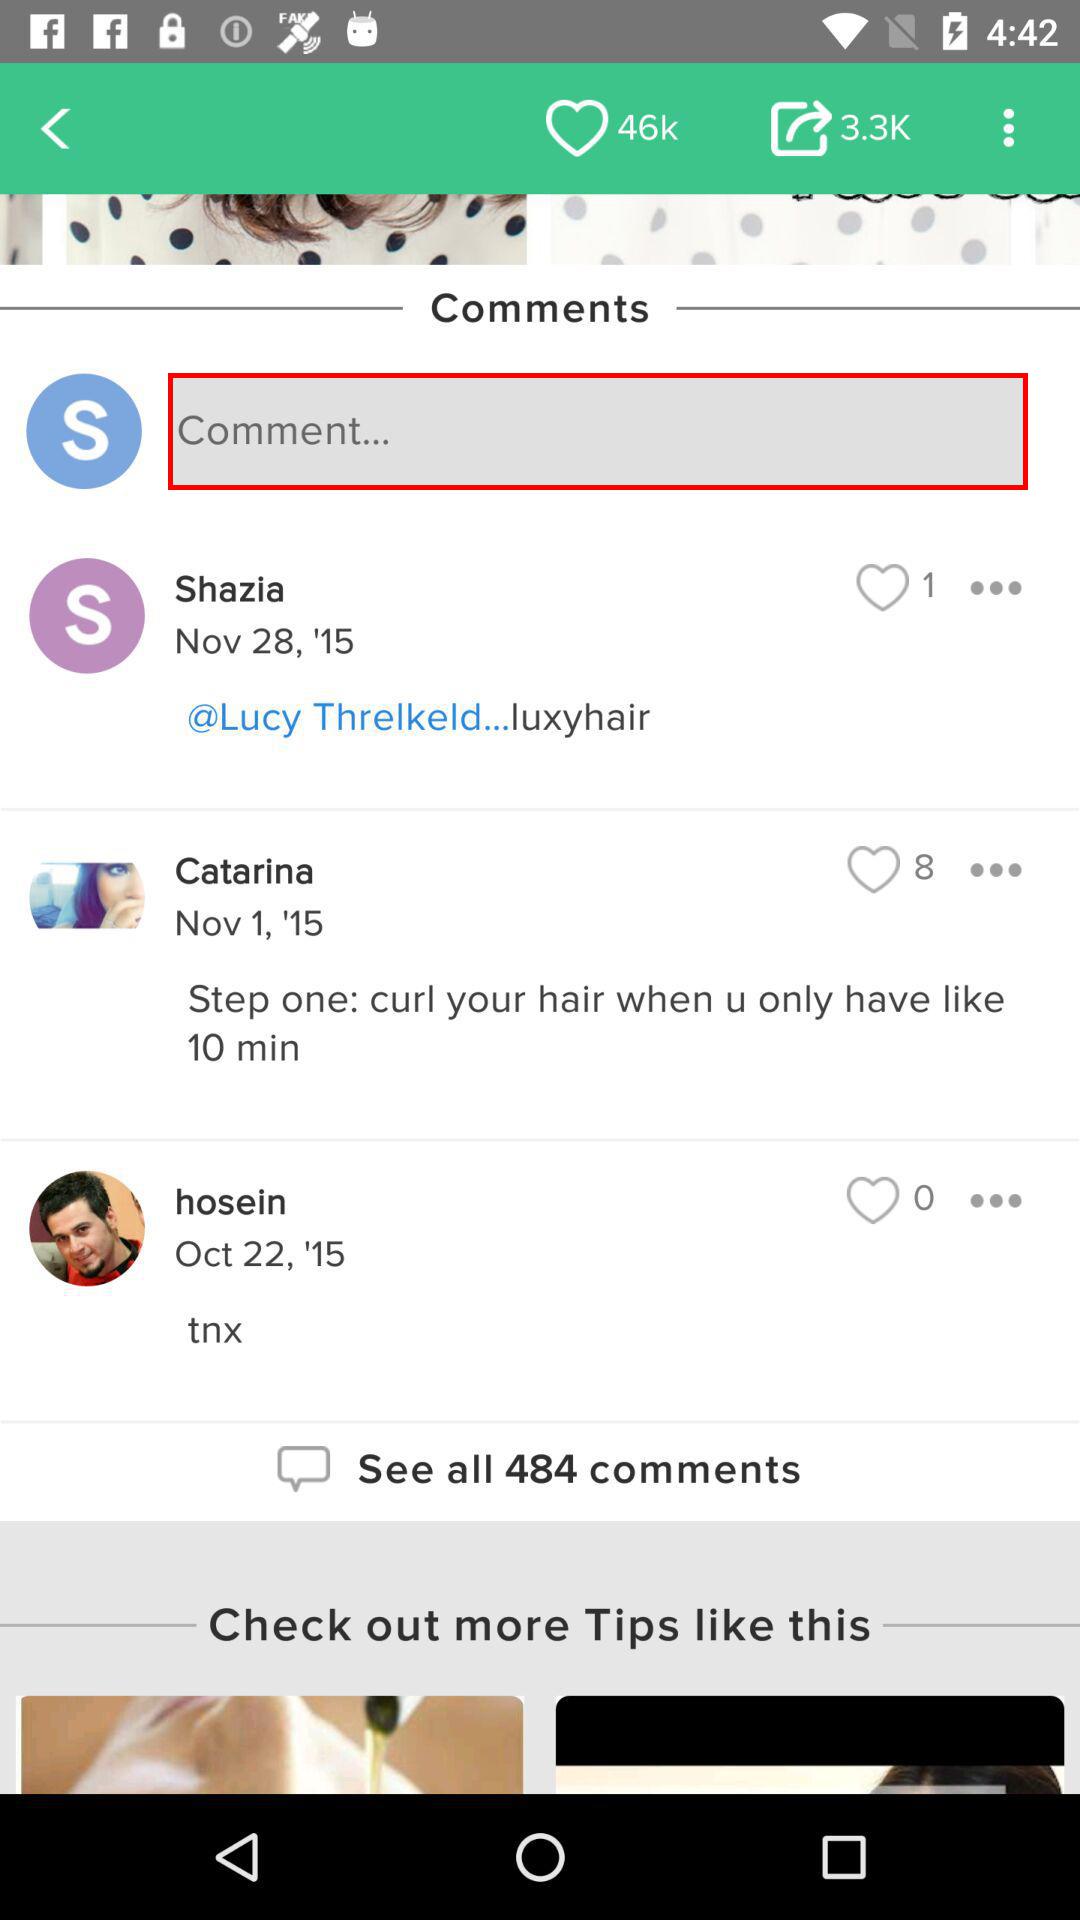 FAKE
4:42
46k
3.3K
Comments
S
Comment...
S
Shazia
1
Nov 28, '15
@Lucy Threlkeld...luxyhair
Catarina
8
Nov 1, '15
Step one: curl your hair when u only have like
10 min
hosein
0
Oct 22, '15
tnx
See all 484 comments
Check out more Tips like this